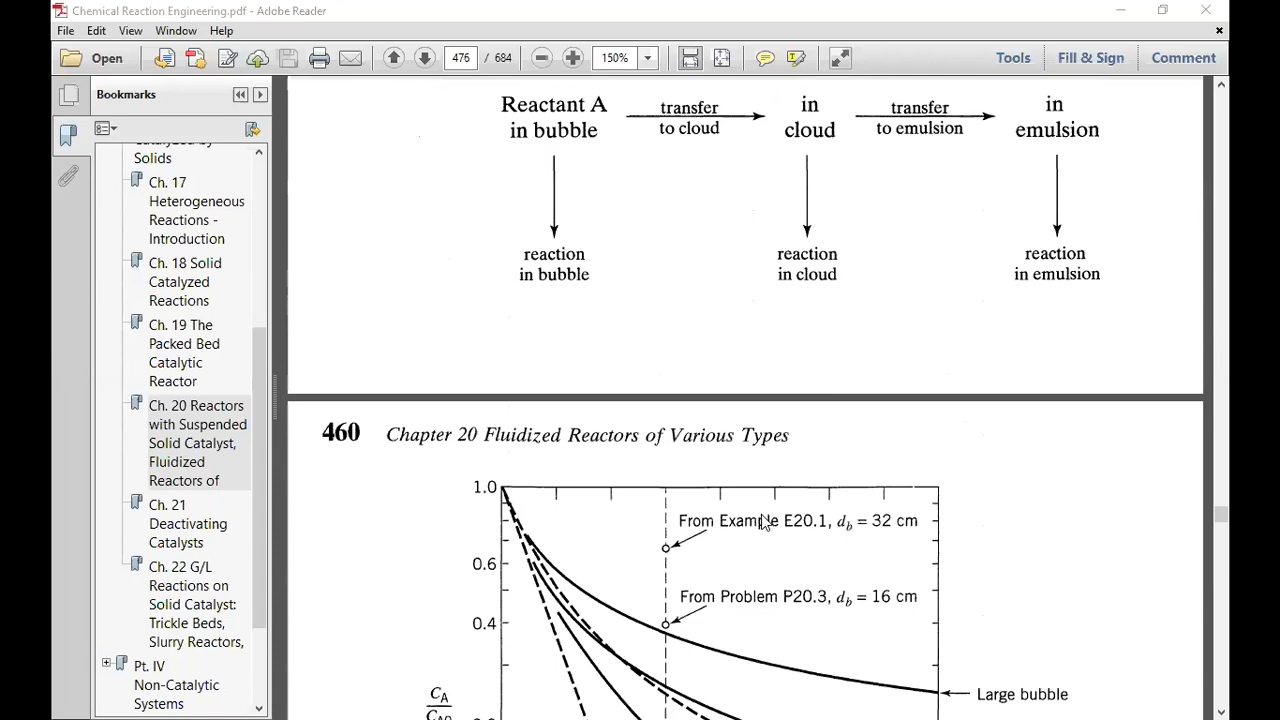 Chemical Reaction Engineering.pdf - Adobe Reader
File Edit View Window Help
Open 476 / 684 150% Tools Fill & Sign Comment
Bookmarks
Catalyzed by
Solids
Ch. 17
Heterogeneous
Reactions -
Introduction
Ch. 18 Solid
Catalyzed
Reactions
Ch. 19 The
Packed Bed
Catalytic
Reactor
Ch. 20 Reactors
with Suspended
Solid Catalyst,
Fluidized
Reactors of
Ch. 21
Deactivating
Catalysts
Ch. 22 G/L
Reactions on
Solid Catalyst:
Trickle Beds,
Slurry Reactors,
Pt. IV
Non-Catalytic
Systems
Reactant A transfer in transfer in
in bubble to cloud cloud to emulsion emulsion
reaction reaction reaction
in bubble in cloud in emulsion
460 Chapter 20 Fluidized Reactors of Various Types
1.0
From Example E20.1, d_b = 32 cm
0.6
From Problem P20.3, d_b = 16 cm
0.4
C_A
C_A0
Large bubble